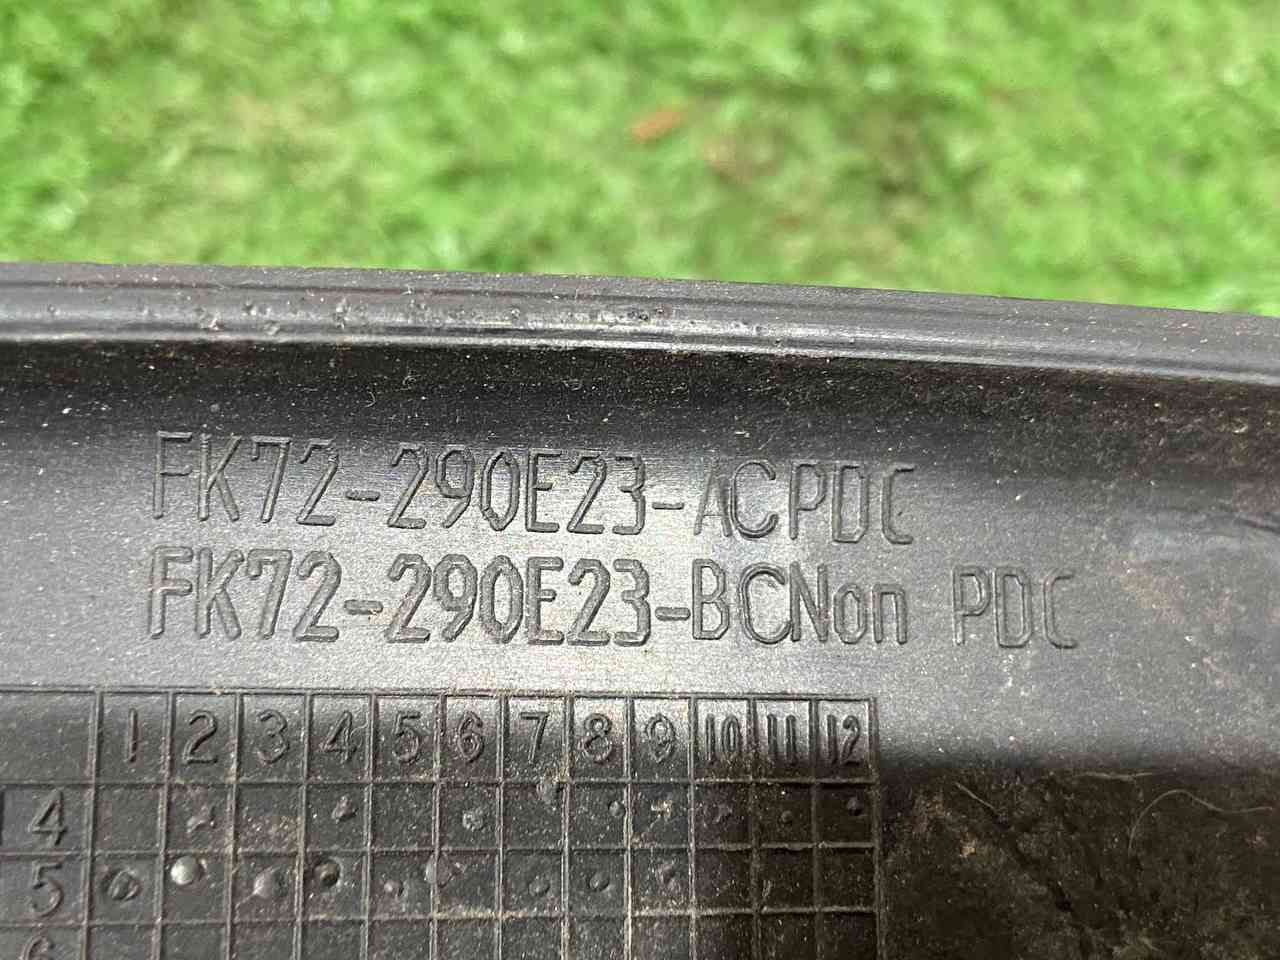 FK72-290E23-ACPDC
FK72-290E23-BCNon PDC
1 2 3 4 5 6 7 8 9 10 11 12
4
5
6